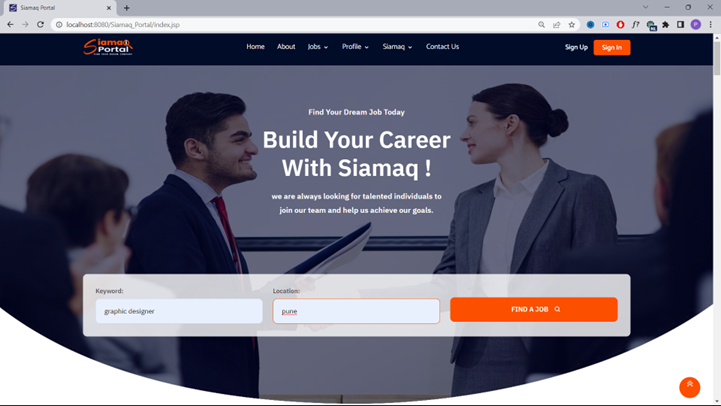 Siamaq Portal
localhost:8080/Siamaq_Portal/index.jsp
Siamaq
Portal
Home About Jobs Profile Siamaq Contact Us
Sign Up Sign In
Find Your Dream Job Today
Build Your Career
With Siamaq !
we are always looking for talented individuals to
join our team and help us achieve our goals.
Keyword: Location:
graphic designer pune FIND A JOB